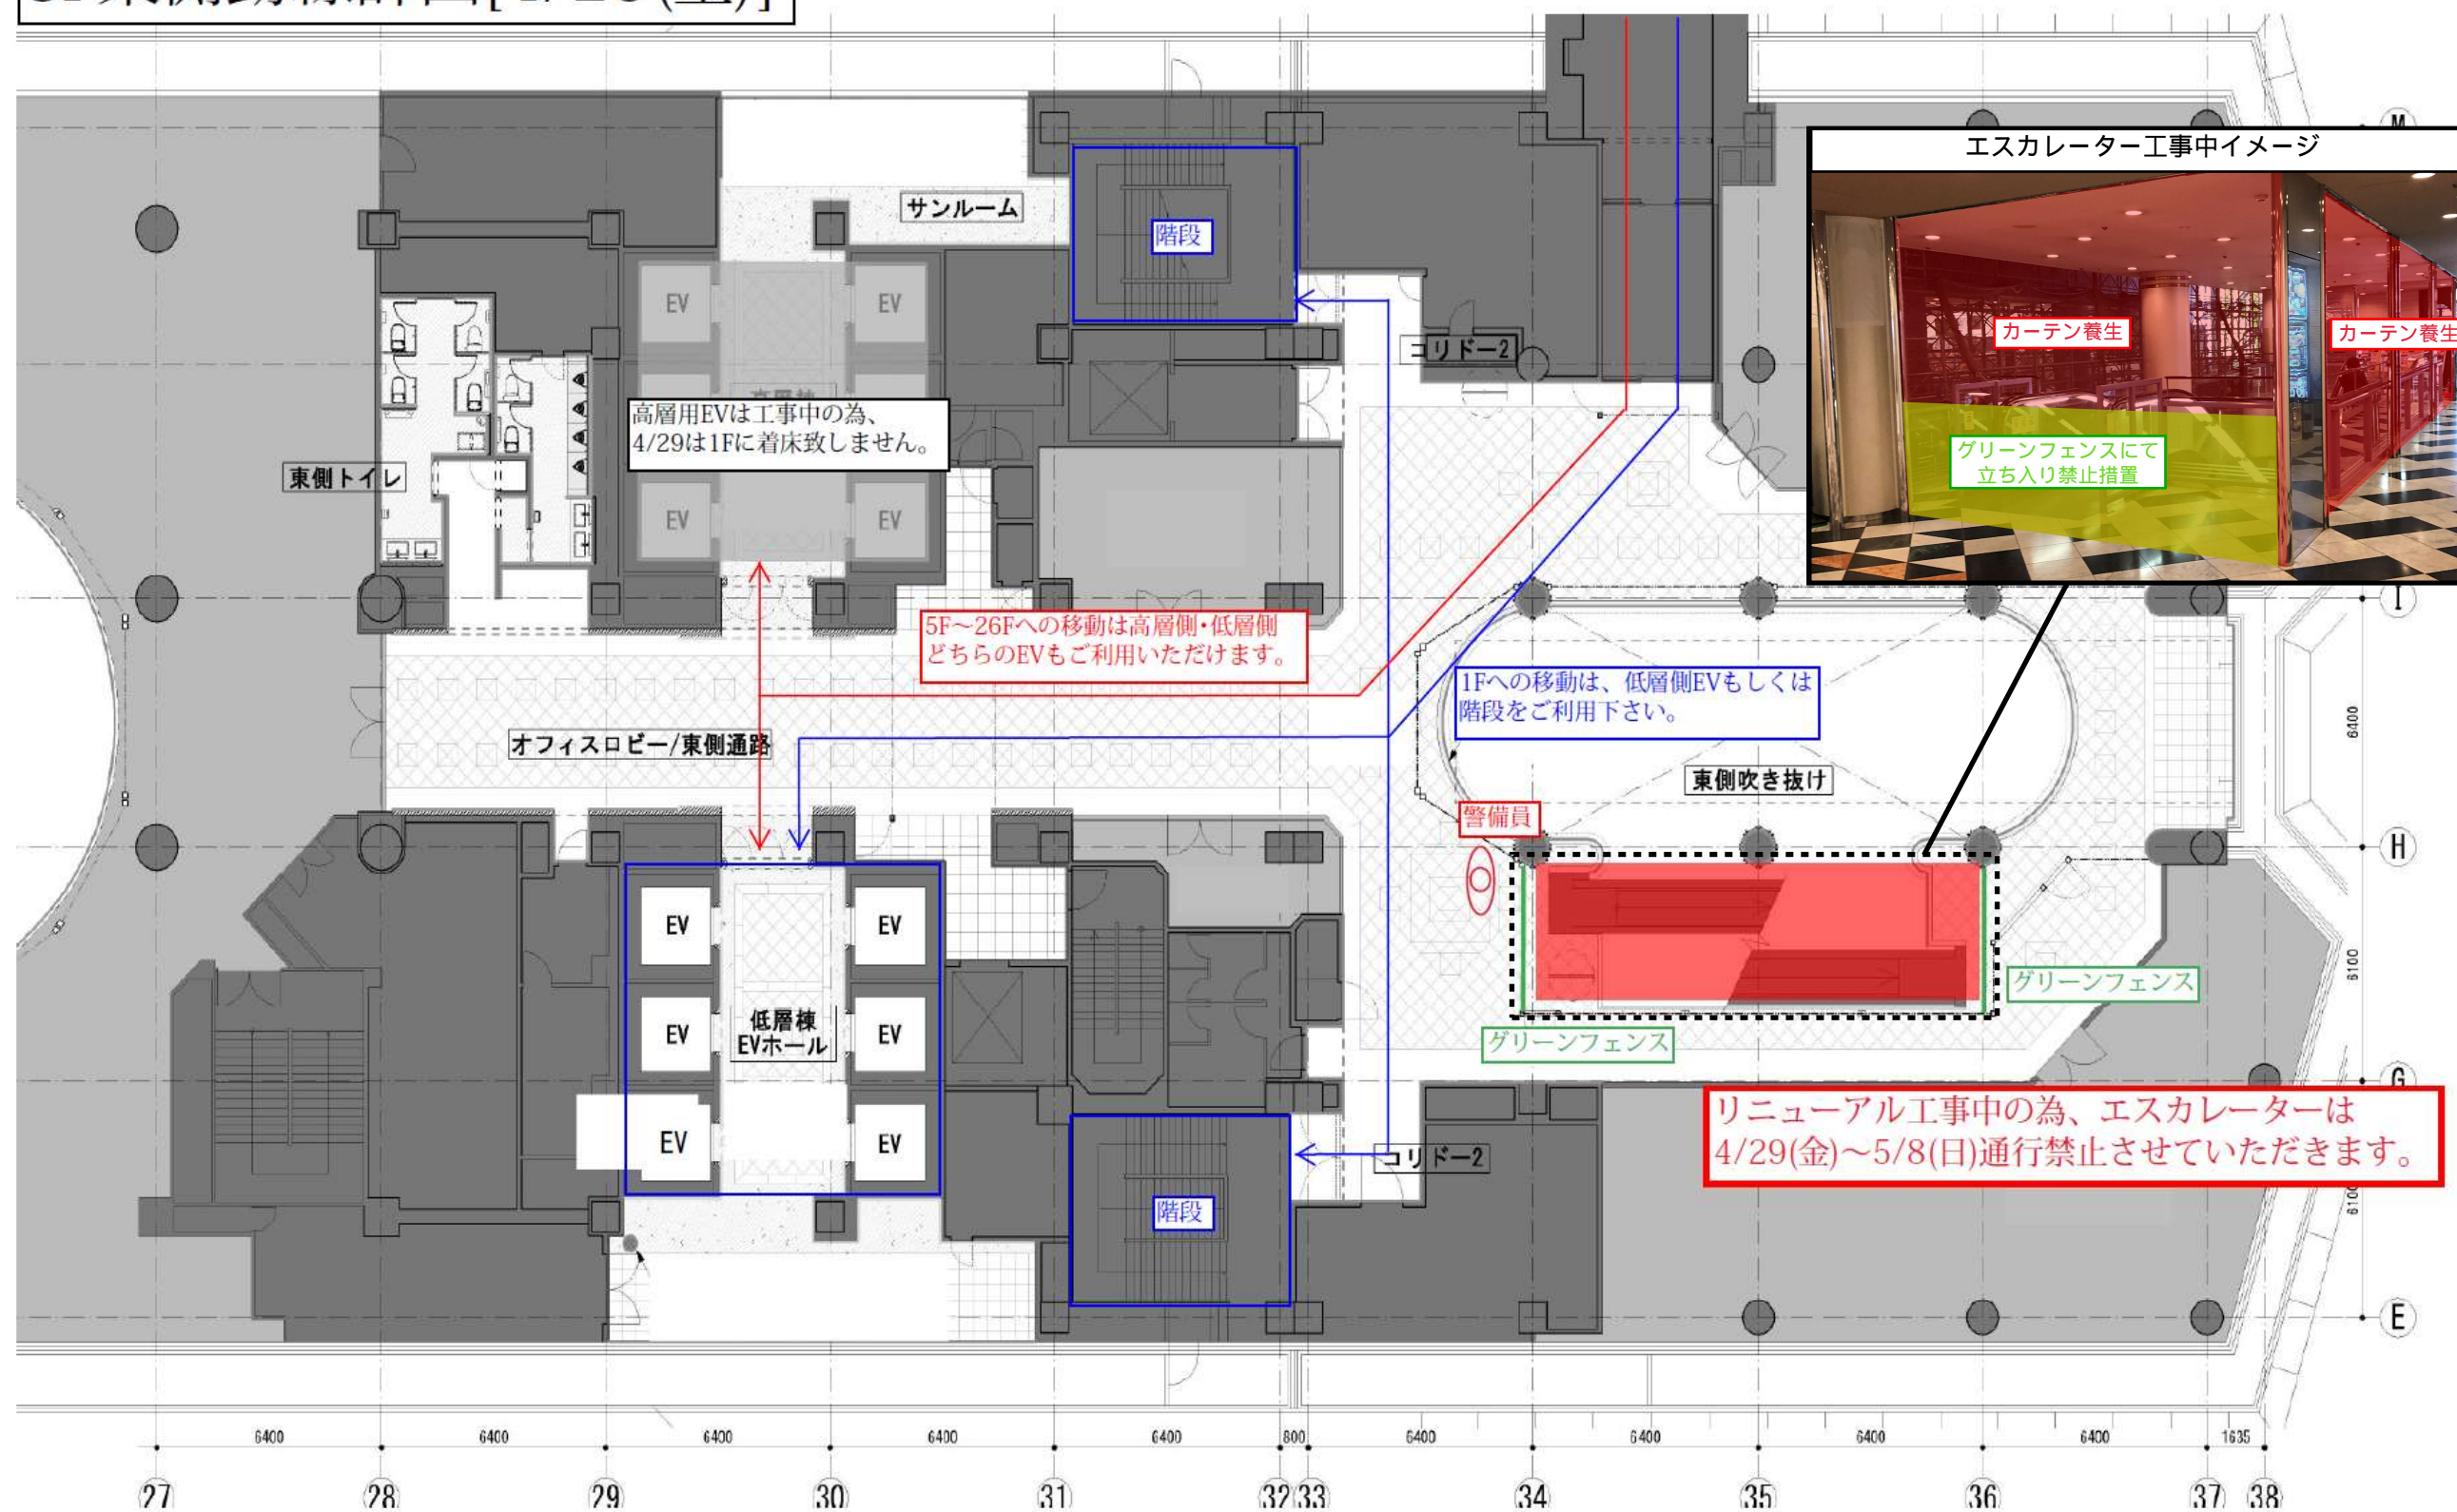 エスカレーター工事中イメージ
カーテン養生
カーテン養生
グリーンフェンスにて
立ち入り禁止措置
サンルーム
階段
コリドー2
EV
EV
高層用EVは工事中の為、
4/29は1Fに着床致しません。
東側トイレ
EV
EV
5F～26Fへの移動は高層側・低層側
どちらのEVもご利用いただけます。
1Fへの移動は、低層側EVもしくは
階段をご利用下さい。
オフィスロビー/東側通路
東側吹き抜け
警備員
EV
EV
低層棟
EVホール
EV
EV
EV
EV
グリーンフェンス
グリーンフェンス
リニューアル工事中の為、エスカレーターは
4/29(金)～5/8(日)通行禁止させていただきます。
コリドー2
階段
M
I
H
G
E
6400
6100
6100
6400
6400
6400
6400
6400
800
6400
6400
6400
6400
1635
27
28
29
30
31
32
33
34
35
36
37
38